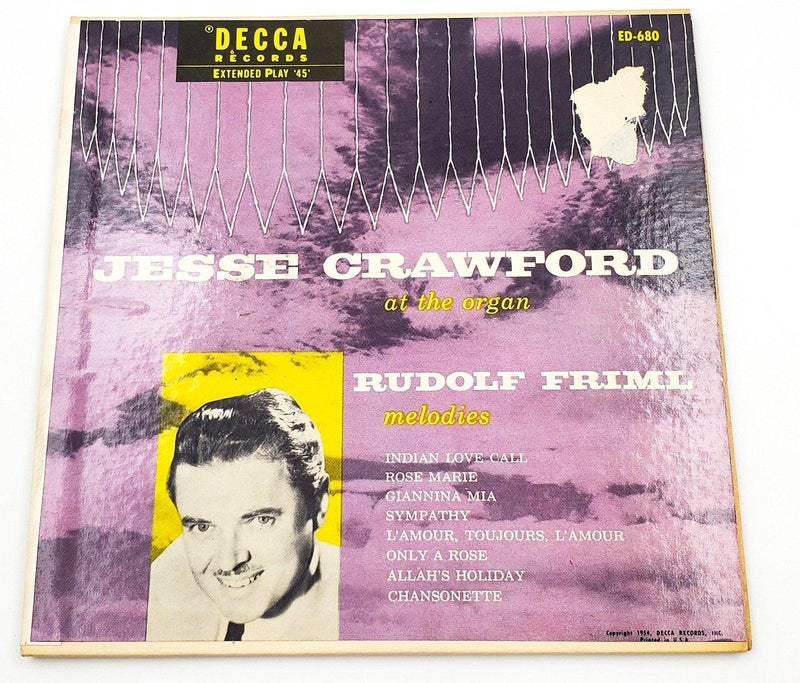 DECCA
RECORDS
EXTENDED PLAY '45'
ED-680
JESSE CRAWFORD
at the organ
RUDOLF FRIML
melodies
INDIAN LOVE CALL
ROSE MARIE
GIANNINA MIA
SYMPATHY
L'AMOUR, TOUJOURS, L'AMOUR
ONLY A ROSE
ALLAH'S HOLIDAY
CHANSONETTE
Copyright 1954, DECCA RECORDS, INC.
Printed in U.S.A.